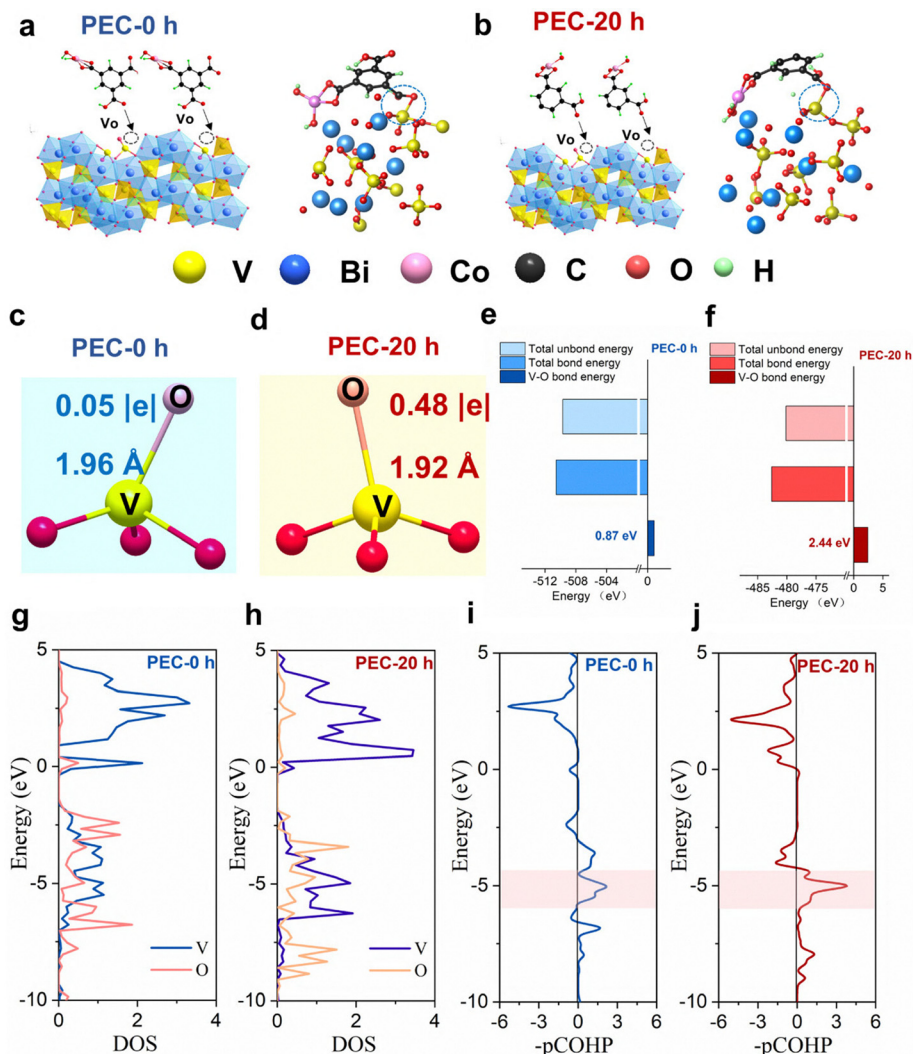 a PEC-0 h
b PEC-20 h
Vo Vo
Vo Vo
V Bi Co C O H
c PEC-0 h
O
0.05 |e|
1.96 Å
V
d PEC-20 h
O
0.48 |e|
1.92 Å
V
e
Total unbond energy
Total bond energy
V-O bond energy
PEC-0 h
0.87 eV
-512 -508 -504 0
Energy (eV)
f
Total unbond energy
Total bond energy
V-O bond energy
PEC-20 h
2.44 eV
-485 -480 -475 0 5
Energy (eV)
g
PEC-0 h
5
0
-5
-10
Energy (eV)
V
O
0 2 4
DOS
h
PEC-20 h
5
0
-5
-10
Energy (eV)
V
O
0 2 4
DOS
i
PEC-0 h
5
0
-5
-10
Energy (eV)
-6 -3 0 3 6
-pCOHP
j
PEC-20 h
5
0
-5
-10
Energy (eV)
-6 -3 0 3 6
-pCOHP